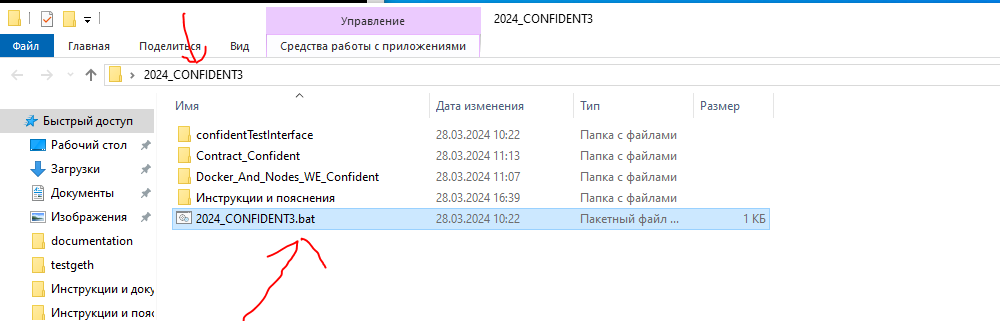 Управление
2024_CONFIDENT3
Файл
Главная
Поделиться
Вид
Средства работы с приложениями
2024_CONFIDENT3
Имя
Дата изменения
Тип
Размер
Быстрый доступ
Рабочий стол
Загрузки
Документы
Изображения
documentation
testgeth
Инструкции и доку
Инструкции и пояс
confidentTestInterface 28.03.2024 10:22 Папка с файлами
Contract_Confident 28.03.2024 11:13 Папка с файлами
Docker_And_Nodes_WE_Confident 28.03.2024 11:07 Папка с файлами
Инструкции и пояснения 28.03.2024 16:39 Папка с файлами
2024_CONFIDENT3.bat 28.03.2024 10:22 Пакетный файл ... 1 КБ